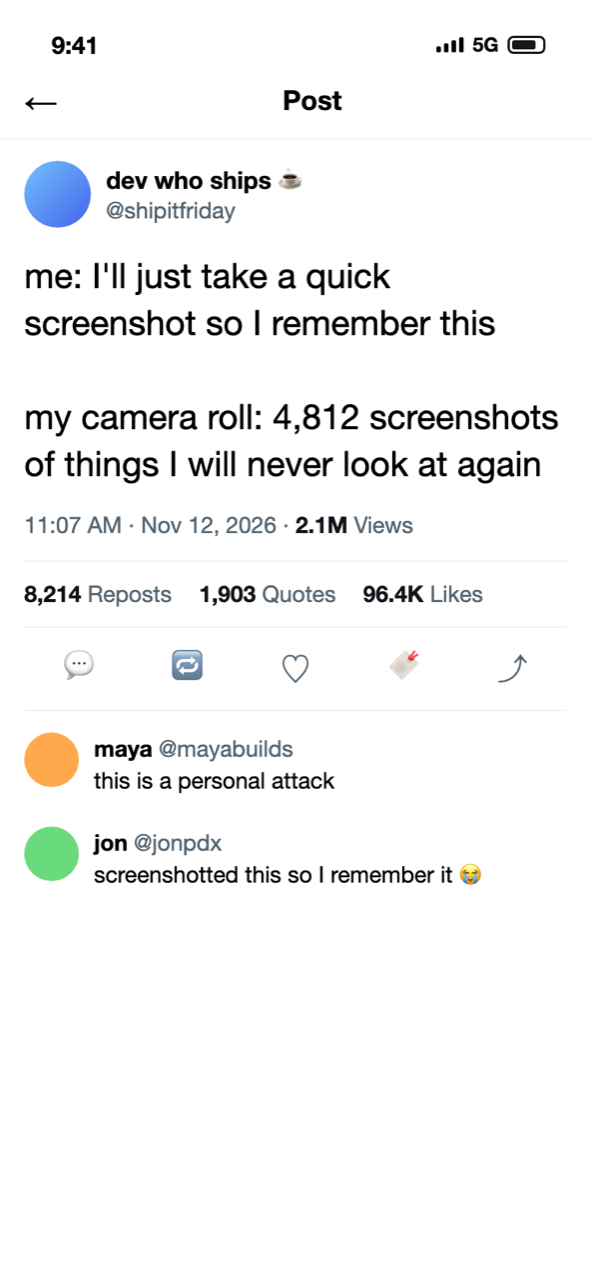 9:41 5G
← Post
dev who ships ☕
@shipitfriday
me: I'll just take a quick
screenshot so I remember this
my camera roll: 4,812 screenshots
of things I will never look at again
11:07 AM · Nov 12, 2026 · 2.1M Views
8,214 Reposts 1,903 Quotes 96.4K Likes
maya @mayabuilds
this is a personal attack
jon @jonpdx
screenshotted this so I remember it 😭